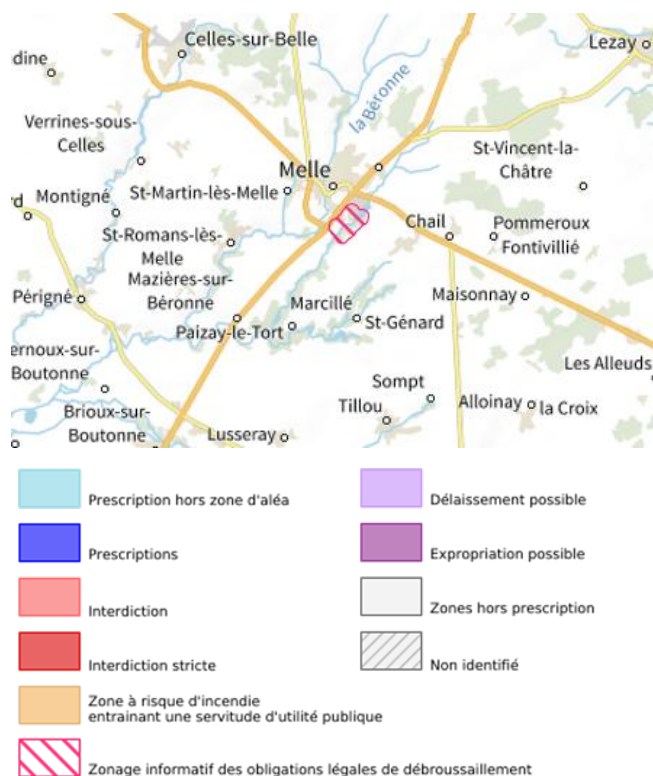 Celles-sur-Belle
Lezay
dine
la Béronne
Verrines-sous-
Celles
St-Vincent-la-
Châtre
Melle
St-Martin-lès-Melle
Montigné
d
Chail
Pommeroux
Fontivillié
St-Romans-lès-
Melle
Mazières-sur-
Béronne
Périgné
Marcillé
Maisonnay
Paizay-le-Tort
St-Génard
ernoux-sur-
Boutonne
Les Alleuds
Sompt
Brioux-sur-
Boutonne
Tillou
Alloinay
la Croix
Lusseray
Prescription hors zone d'aléa
Délaissement possible
Prescriptions
Expropriation possible
Interdiction
Zones hors prescription
Interdiction stricte
Non identifié
Zone à risque d'incendie
entrainant une servitude d'utilité publique
Zonage informatif des obligations légales de débroussaillement